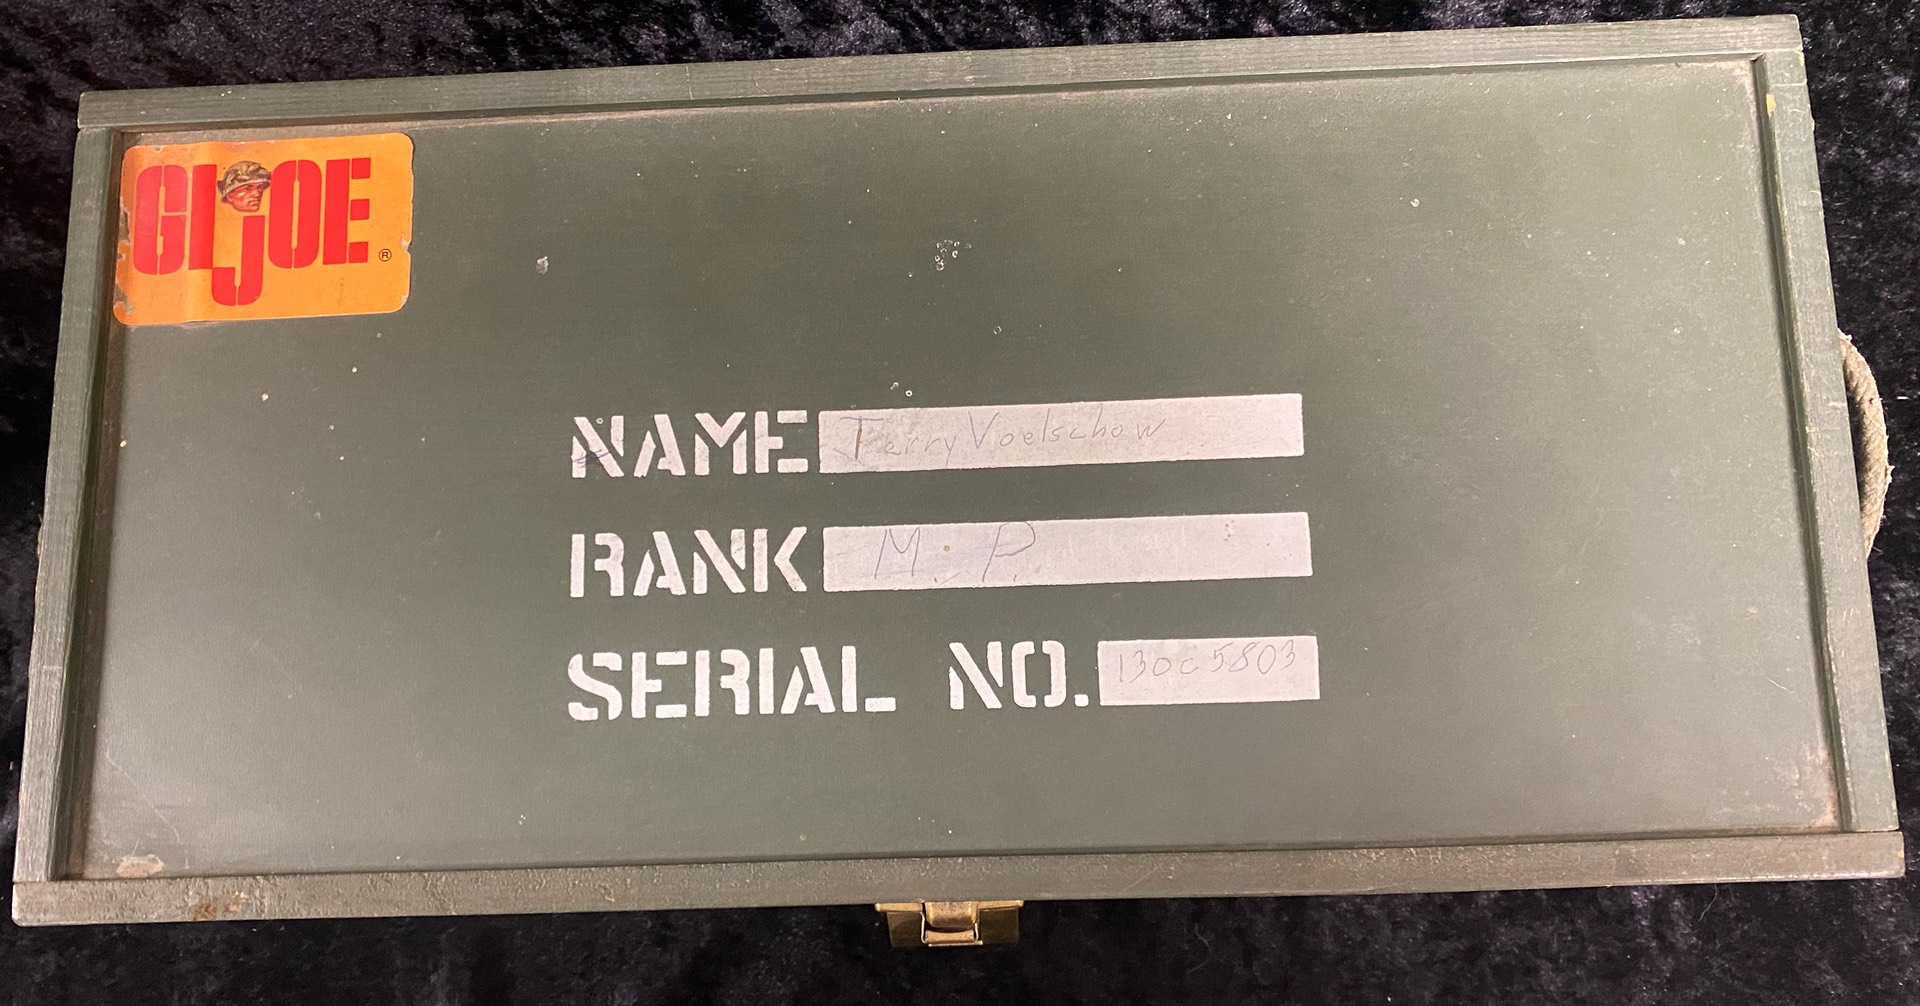 GI JOE ®
NAME Terry Voelschow
RANK M. P.
SERIAL NO. 130c5803